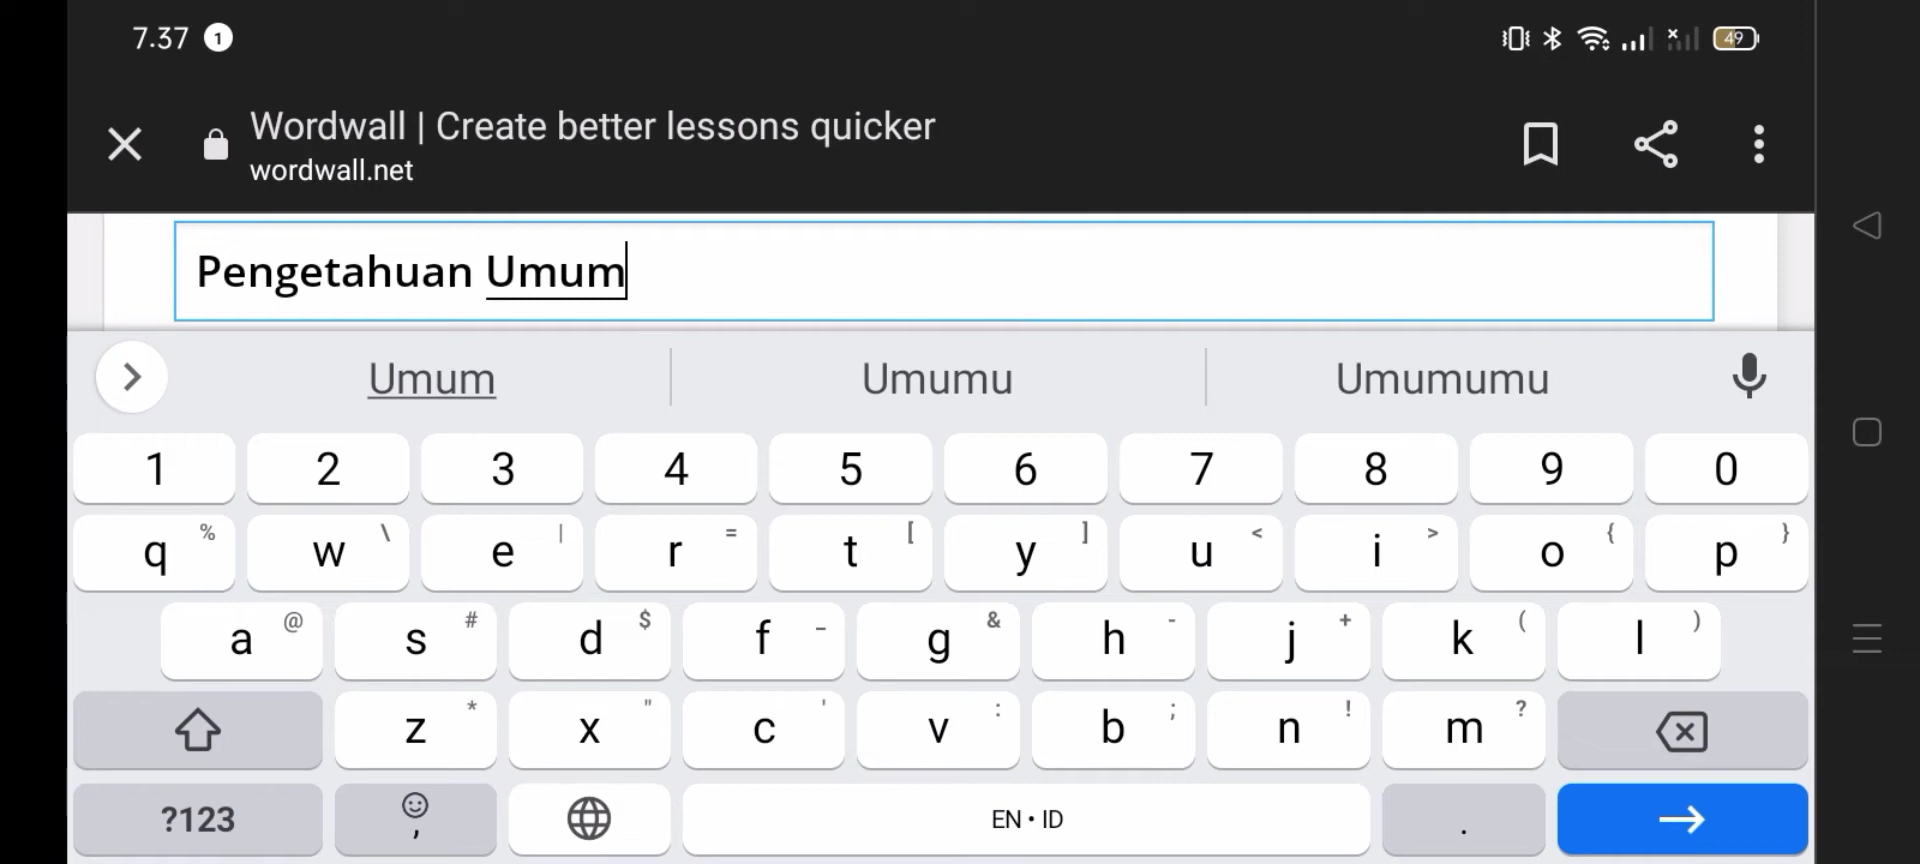 7.37 1 49
Wordwall | Create better lessons quicker
wordwall.net
Pengetahuan Umum
Umum Umumu Umumumu
1 2 3 4 5 6 7 8 9 0
q % w \ e | r = t [ y ] u < i > o { p }
a @ s # d $ f _ g & h - j + k ( l )
z * x " c ' v : b ; n ! m ?
?123 , EN • ID .